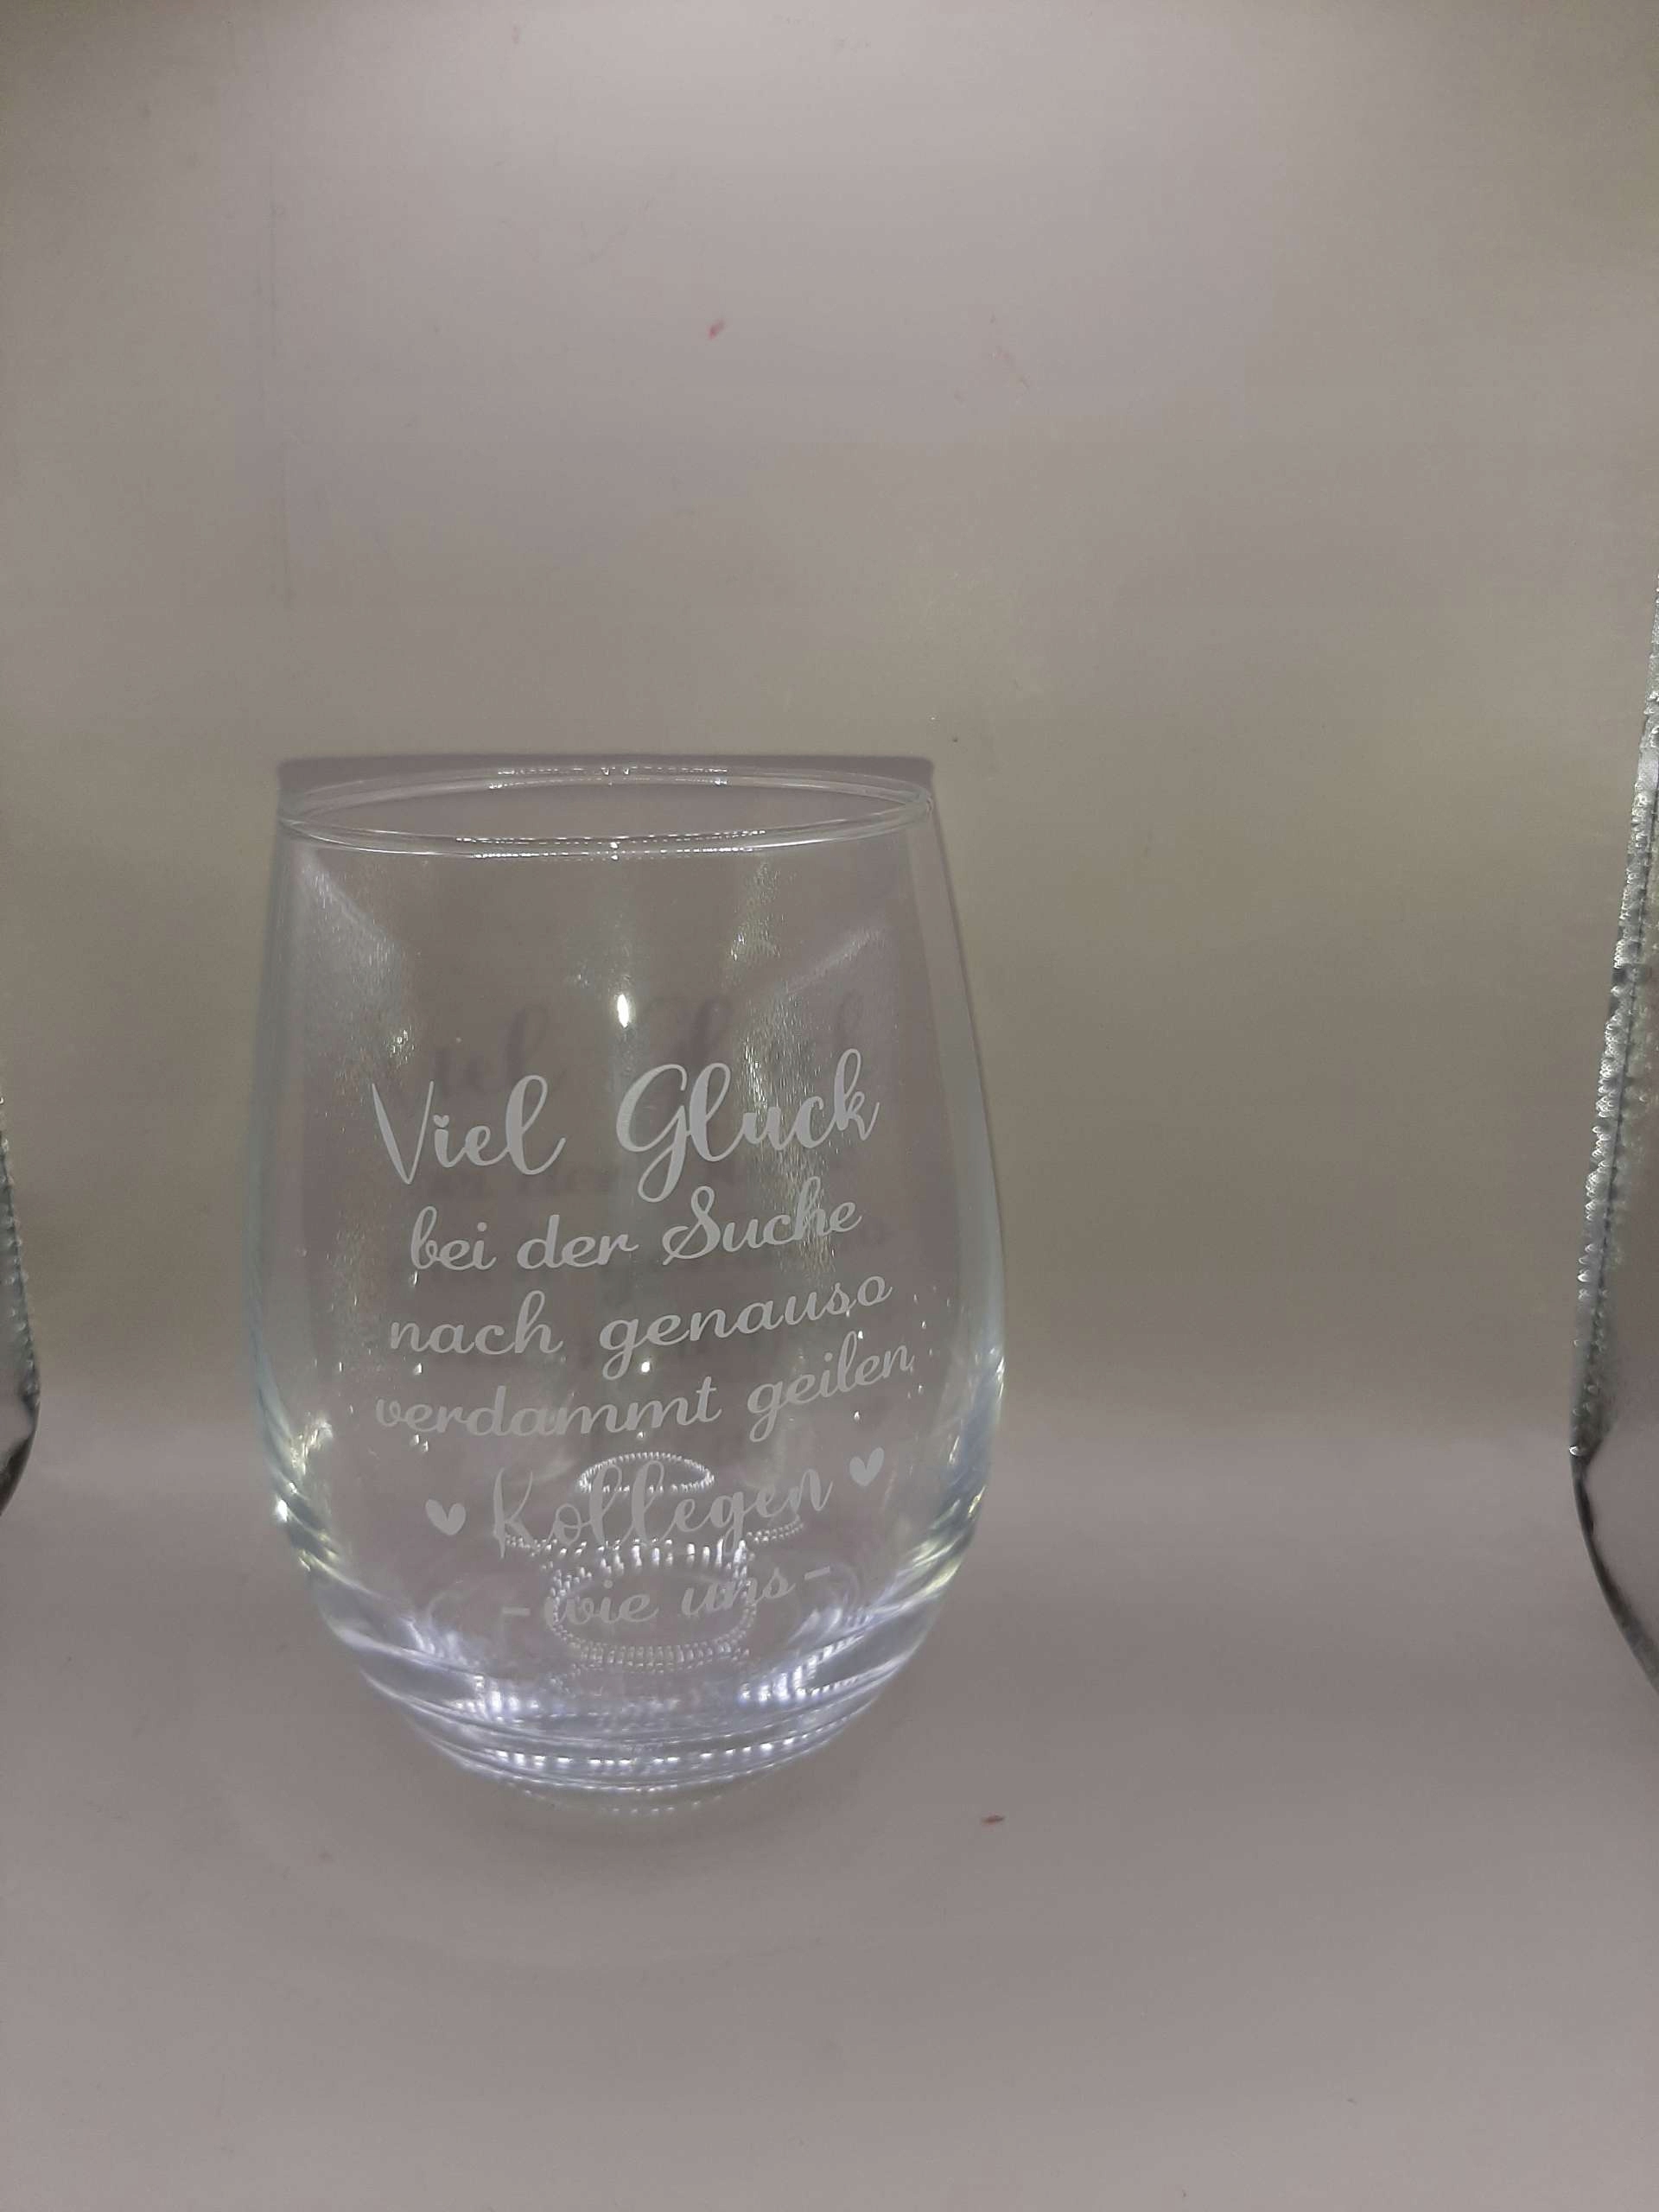 Viel Gluck
bei der Suche
nach genauso
verdammt geilen
♥ Kollegen ♥
- wie uns -